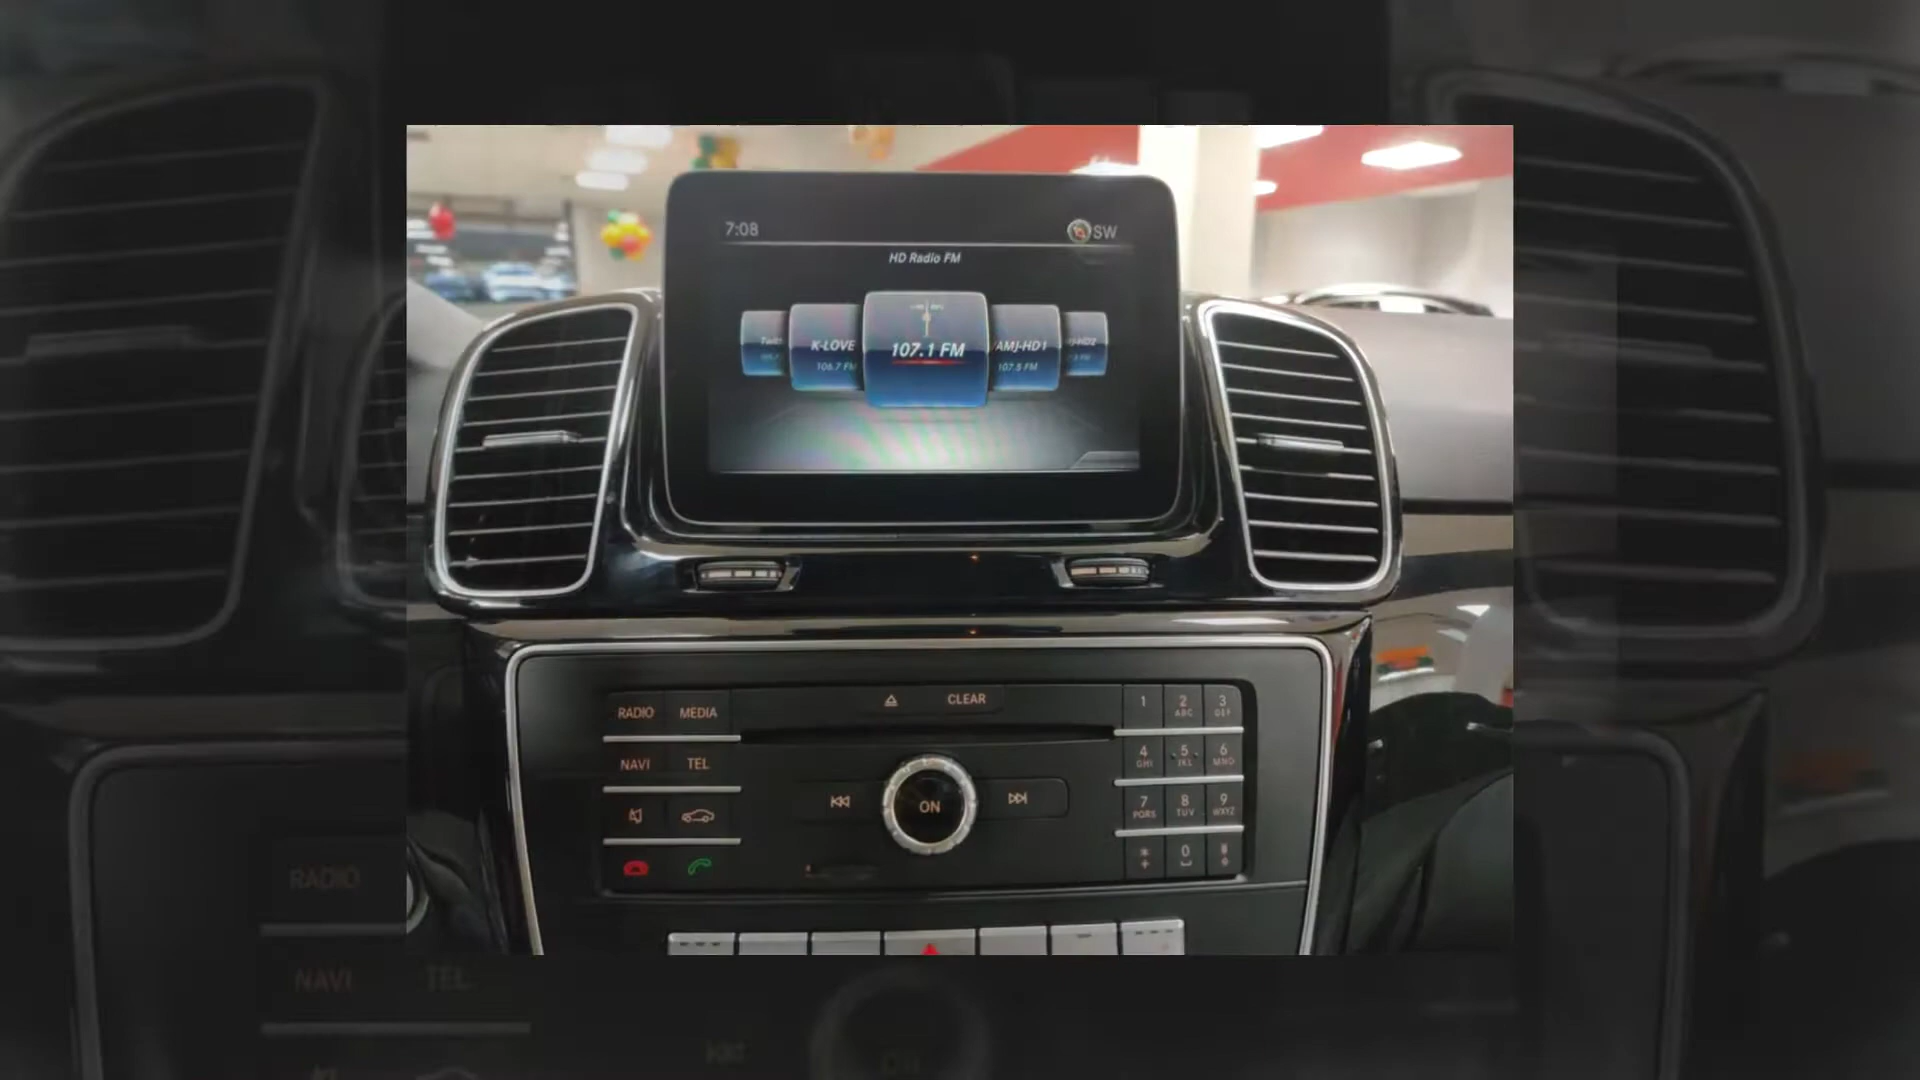 7:08 SW
HD Radio FM
K-LOVE 107.1 FM AMJ-HD1
106.7 FM 107.5 FM
CLEAR
RADIO MEDIA
NAVI TEL
ON
1 2 ABC 3 DEF
4 GHI 5 JKL 6 MNO
7 PQRS 8 TUV 9 WXYZ
* + 0
RADIO
NAVI TEL